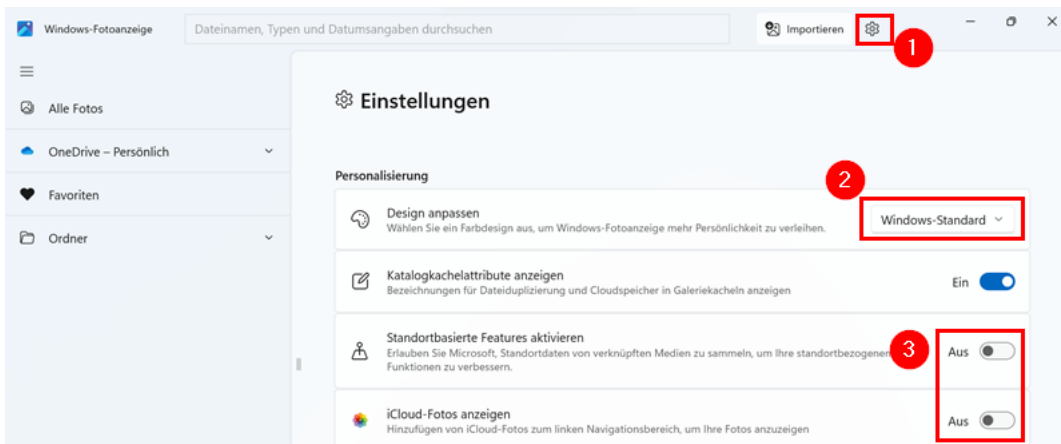 Windows-Fotoanzeige
Dateinamen, Typen und Datumsangaben durchsuchen
Importieren
1
Alle Fotos
OneDrive – Persönlich
Favoriten
Ordner
Einstellungen
Personalisierung
2
Design anpassen
Wählen Sie ein Farbdesign aus, um Windows-Fotoanzeige mehr Persönlichkeit zu verleihen.
Windows-Standard
Katalogkachelattribute anzeigen
Bezeichnungen für Dateiduplizierung und Cloudspeicher in Galeriekacheln anzeigen
Ein
Standortbasierte Features aktivieren
Erlauben Sie Microsoft, Standortdaten von verknüpften Medien zu sammeln, um Ihre standortbezogenen
Funktionen zu verbessern.
3
Aus
iCloud-Fotos anzeigen
Hinzufügen von iCloud-Fotos zum linken Navigationsbereich, um Ihre Fotos anzuzeigen
Aus